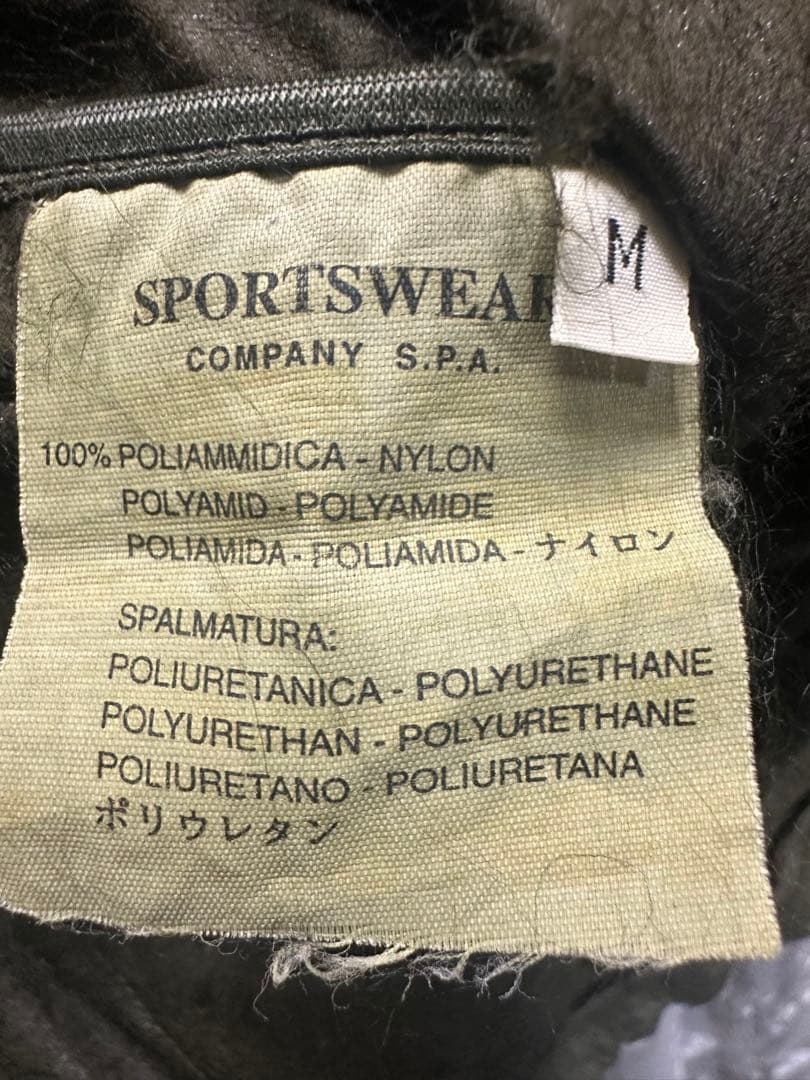 SPORTSWEAR
M
COMPANY S.P.A.
100% POLIAMMIDICA - NYLON
POLYAMID - POLYAMIDE
POLIAMIDA - POLIAMIDA - ナイロン
SPALMATURA:
POLIURETANICA - POLYURETHANE
POLYURETHAN - POLYURETHANE
POLIURETANO - POLIURETANA
ポリウレタン